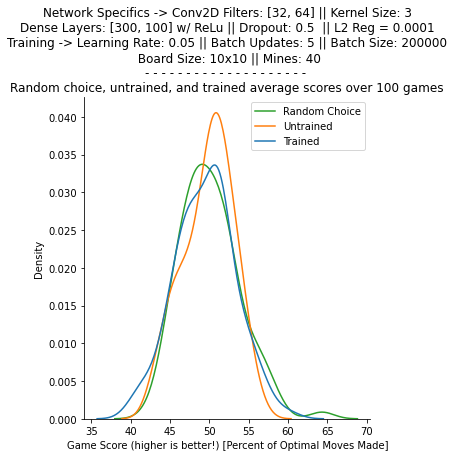 Network Specifics -> Conv2D Filters: [32, 64] || Kernel Size: 3
Dense Layers: [300, 100] w/ ReLu || Dropout: 0.5  || L2 Reg = 0.0001
Training -> Learning Rate: 0.05 || Batch Updates: 5 || Batch Size: 200000
Board Size: 10x10 || Mines: 40
- - - - - - - - - - - - - - - - - - - -
Random choice, untrained, and trained average scores over 100 games
Random Choice
Untrained
Trained
0.040
0.035
0.030
0.025
0.020
0.015
0.010
0.005
0.000
Density
35 40 45 50 55 60 65 70
Game Score (higher is better!) [Percent of Optimal Moves Made]